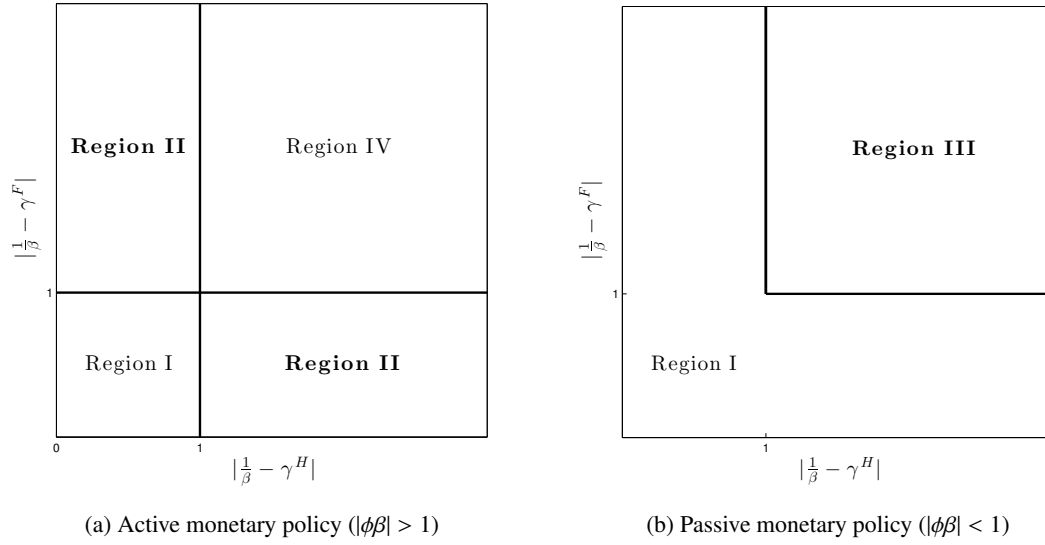 Region II
Region IV
|1/β − γ^F|
1
Region I
Region II
0
1
|1/β − γ^H|
(a) Active monetary policy (|ϕβ| > 1)
Region III
|1/β − γ^F|
1
Region I
1
|1/β − γ^H|
(b) Passive monetary policy (|ϕβ| < 1)